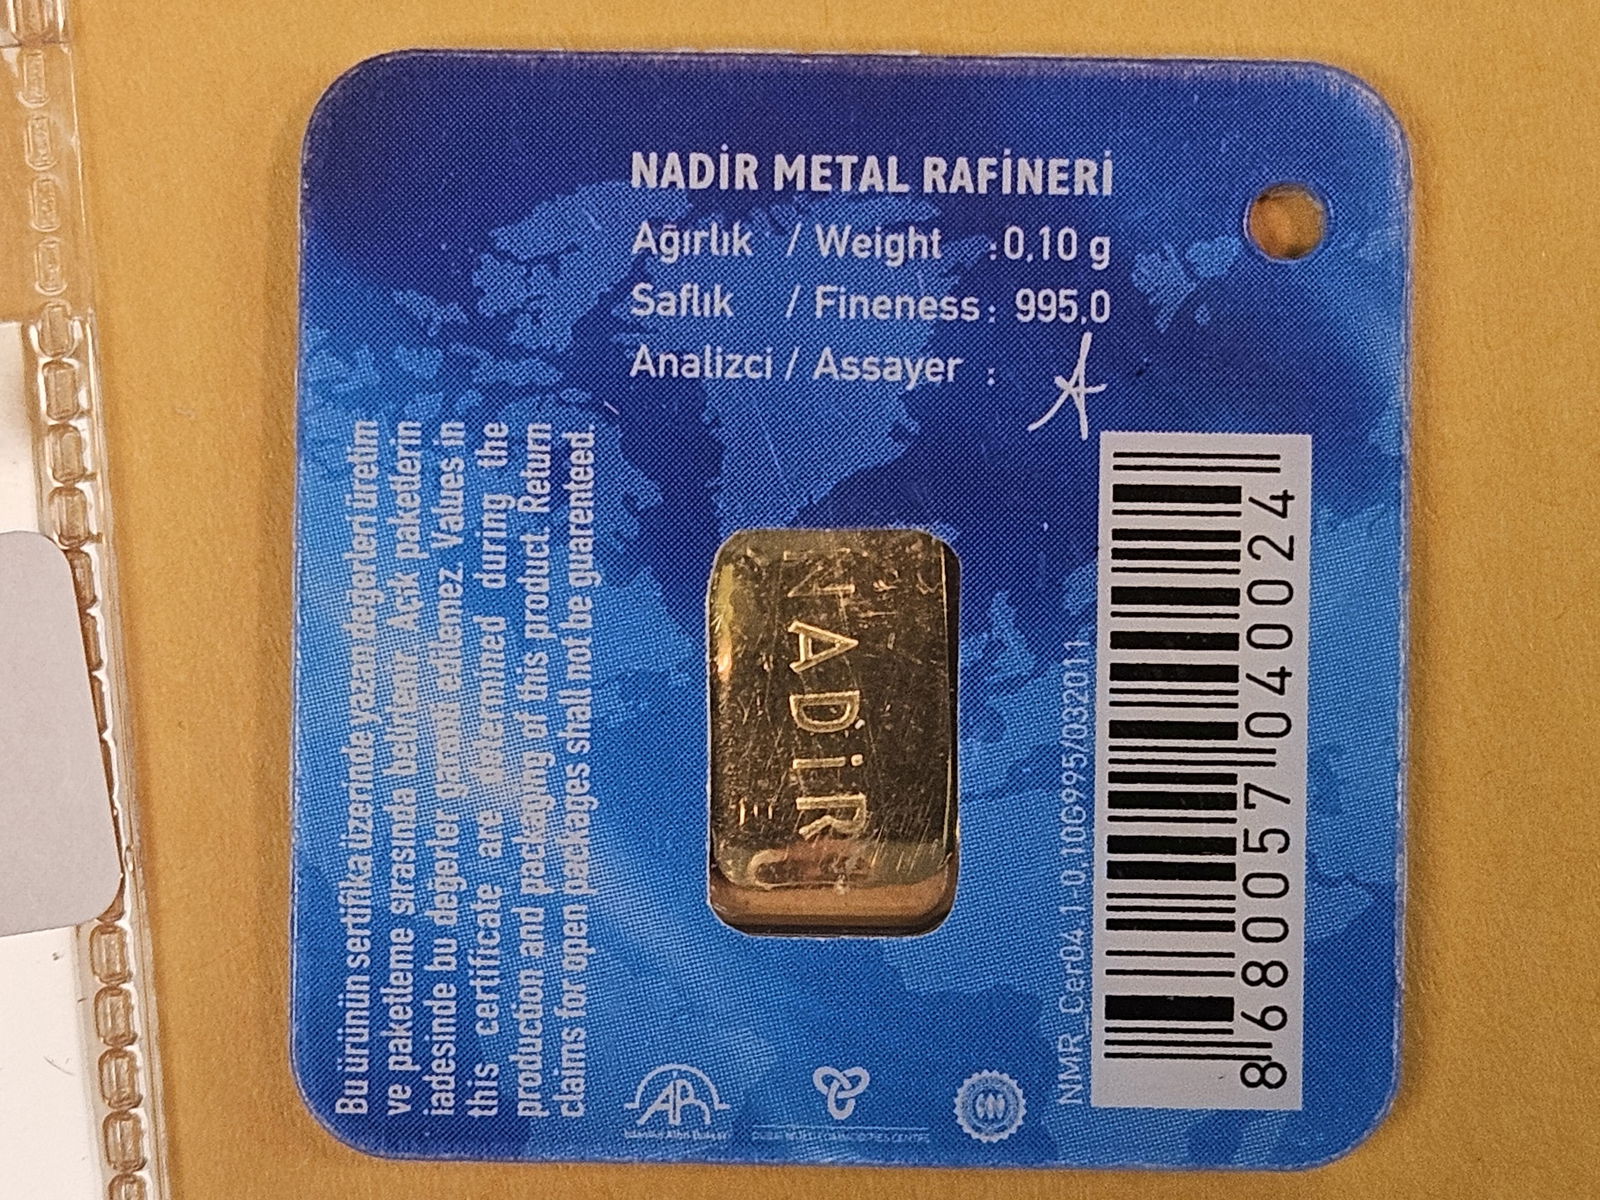 NADİR METAL RAFİNERİ
Ağırlık / Weight :0,10 g
Saflık / Fineness: 995,0
Analizci / Assayer :
Bu ürünün sertifika üzerinde yazan değerleri üretim
ve paketleme sırasında belirlenir. Açık paketlerin
iadesinde bu değerler garanti edilemez. Values in
this certificate are determined during the
production and packaging of this product. Return
claims for open packages shall not be guarenteed.
NADİR
NMR_Cer04.1-0.10G995/032011
8680057040024
İstanbul Altın Borsası